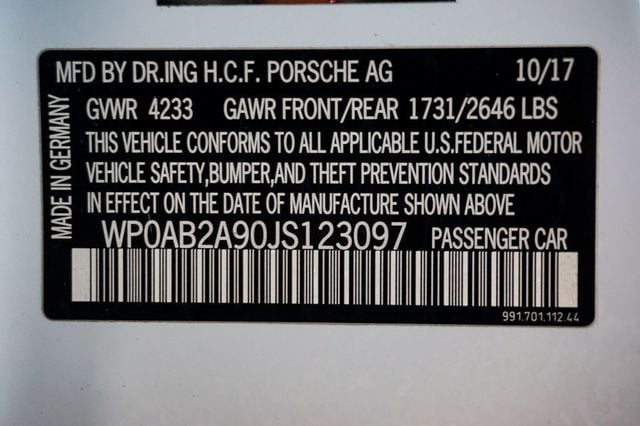 MFD BY DR.ING H.C.F. PORSCHE AG 10/17
GVWR 4233 GAWR FRONT/REAR 1731/2646 LBS
THIS VEHICLE CONFORMS TO ALL APPLICABLE U.S.FEDERAL MOTOR
VEHICLE SAFETY,BUMPER,AND THEFT PREVENTION STANDARDS
IN EFFECT ON THE DATE OF MANUFACTURE SHOWN ABOVE
WP0AB2A90JS123097 PASSENGER CAR
991.701.112.44
MADE IN GERMANY